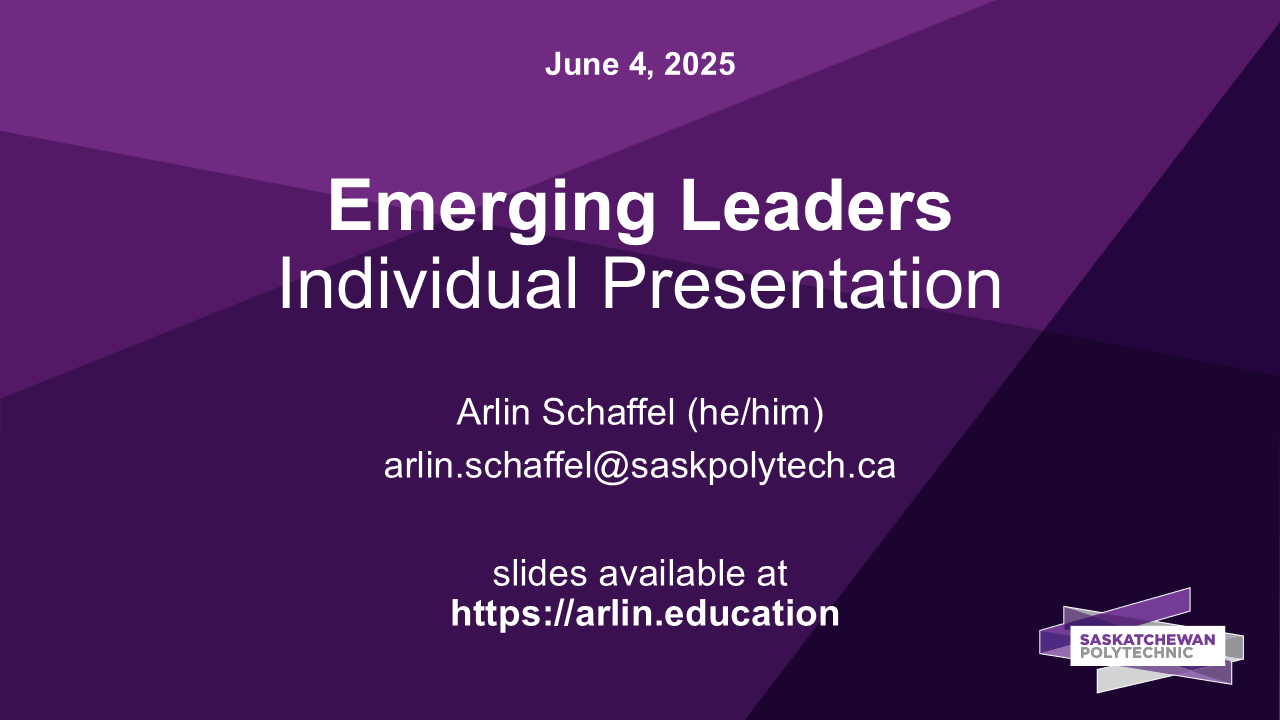 June 4, 2025
Emerging Leaders
Individual Presentation
Arlin Schaffel (he/him)
arlin.schaffel@saskpolytech.ca
slides available at
https://arlin.education
SASKATCHEWAN
POLYTECHNIC